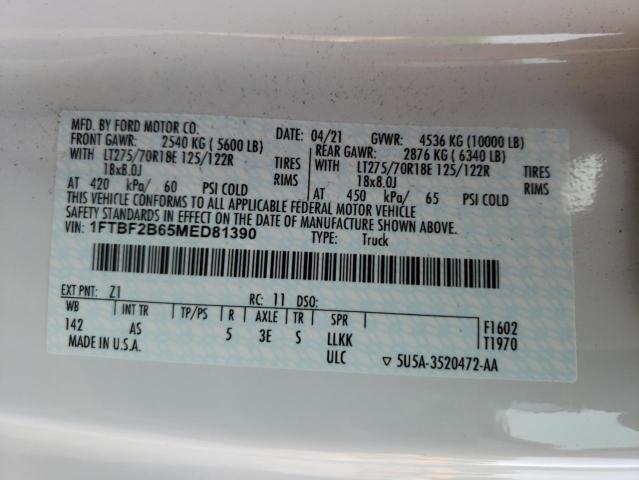 MFD. BY FORD MOTOR CO.
DATE: 04/21 GVWR: 4536 KG (10000 LB)
FRONT GAWR: 2540 KG ( 5600 LB) REAR GAWR: 2876 KG ( 6340 LB)
WITH LT275/70R18E 125/122R TIRES WITH LT275/70R18E 125/122R TIRES
18x8.0J RIMS 18x8.0J RIMS
AT 420 kPa/ 60 PSI COLD AT 450 kPa/ 65 PSI COLD
THIS VEHICLE CONFORMS TO ALL APPLICABLE FEDERAL MOTOR VEHICLE
SAFETY STANDARDS IN EFFECT ON THE DATE OF MANUFACTURE SHOWN ABOVE.
VIN: 1FTBF2B65MED81390 TYPE: Truck
EXT PNT: Z1 RC: 11 DSO:
WB INT TR TP/PS R AXLE TR SPR F1602
142 AS 5 3E S LLKK T1970
MADE IN U.S.A. ULC ▽ 5U5A-3520472-AA